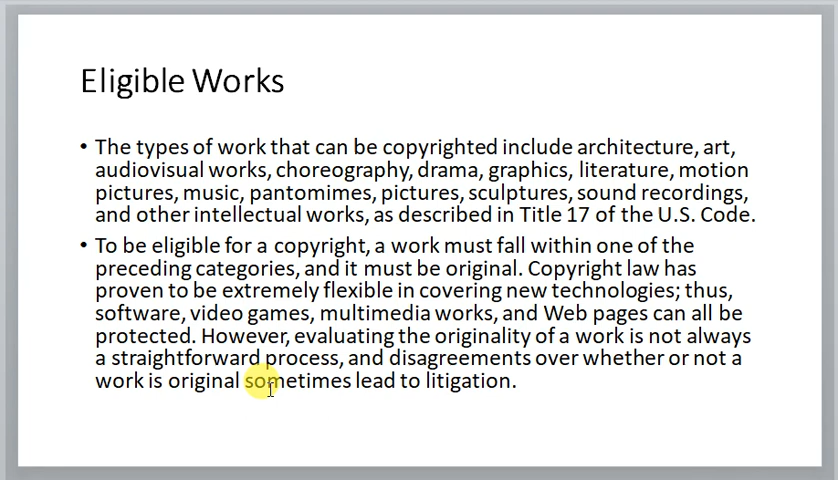 Eligible Works
• The types of work that can be copyrighted include architecture, art,
audiovisual works, choreography, drama, graphics, literature, motion
pictures, music, pantomimes, pictures, sculptures, sound recordings,
and other intellectual works, as described in Title 17 of the U.S. Code.
• To be eligible for a copyright, a work must fall within one of the
preceding categories, and it must be original. Copyright law has
proven to be extremely flexible in covering new technologies; thus,
software, video games, multimedia works, and Web pages can all be
protected. However, evaluating the originality of a work is not always
a straightforward process, and disagreements over whether or not a
work is original sometimes lead to litigation.